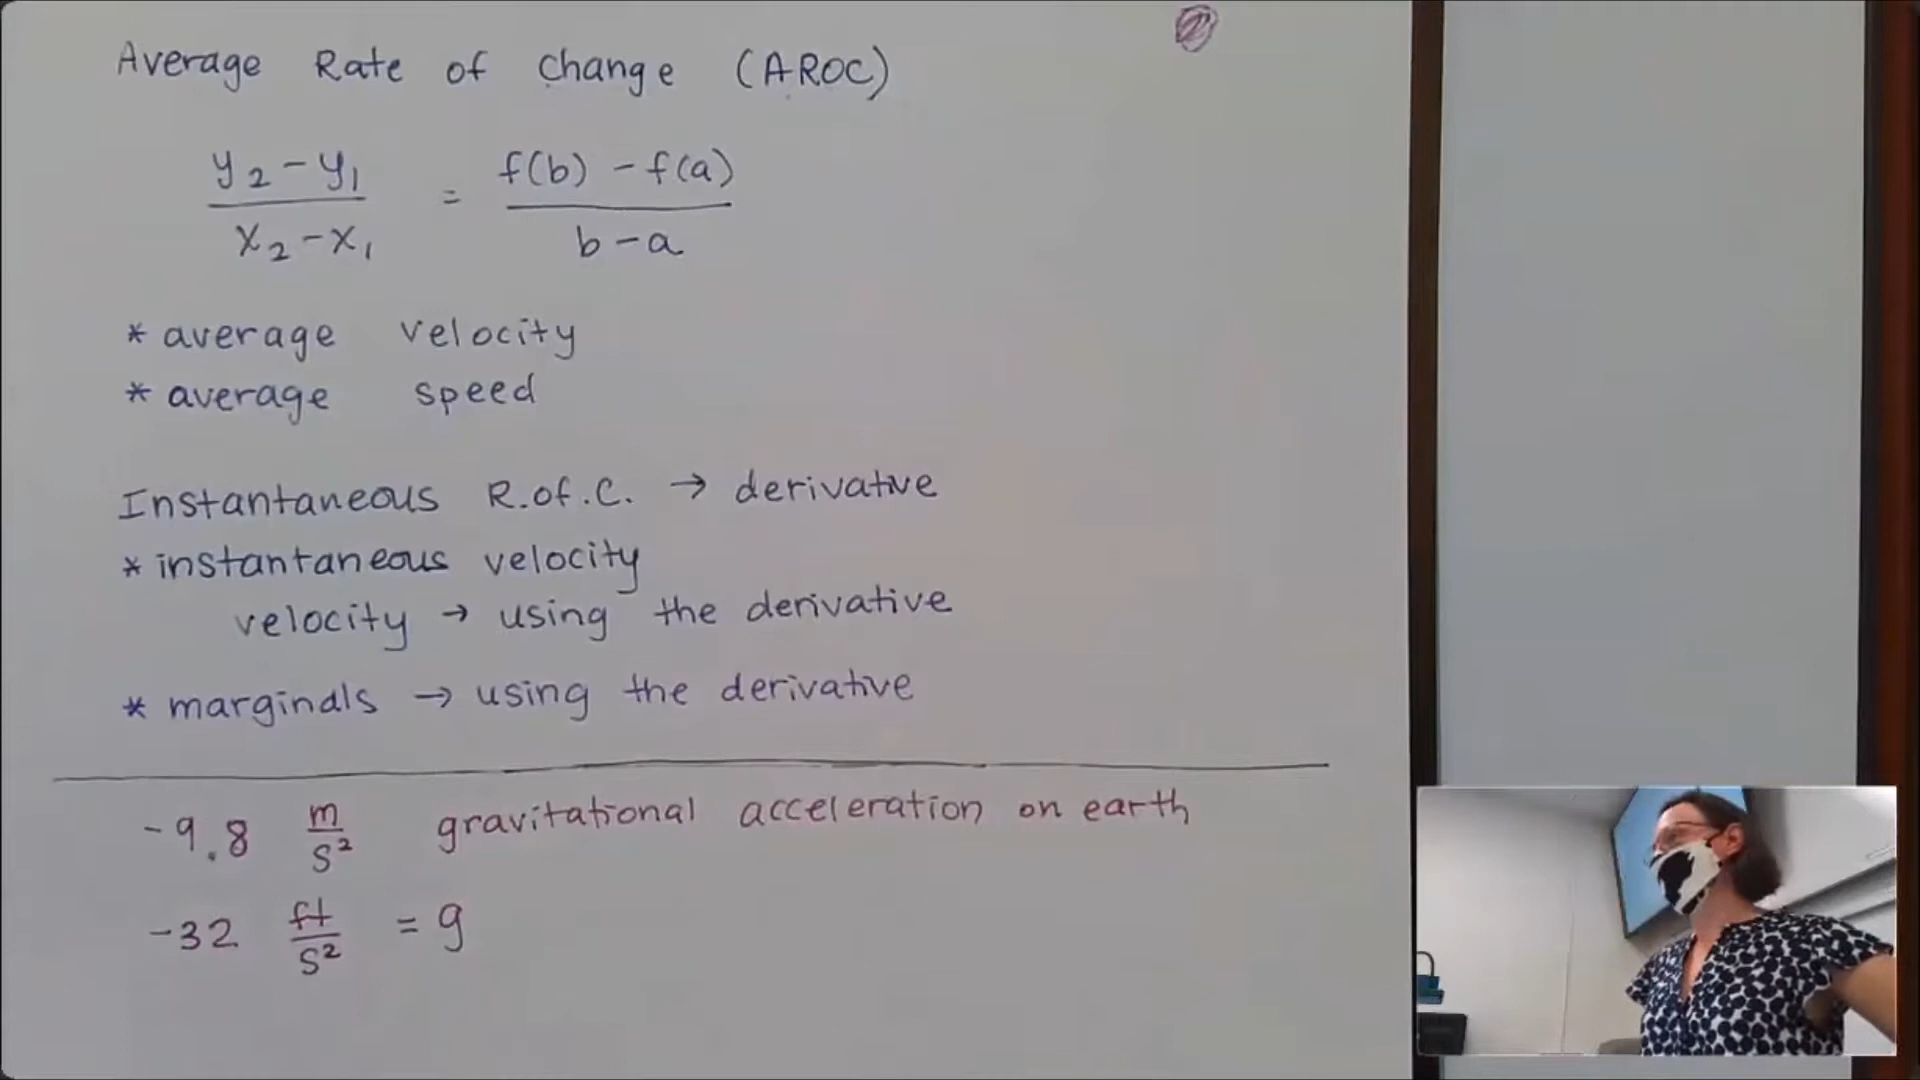 Average Rate of Change (AROC)
y₂-y₁ / x₂-x₁ = f(b) - f(a) / b-a
* average velocity
* average speed
Instantaneous R.of.C. → derivative
* instantaneous velocity
velocity → using the derivative
* marginals → using the derivative
-9.8 m/s² gravitational acceleration on earth
-32 ft/s² = g